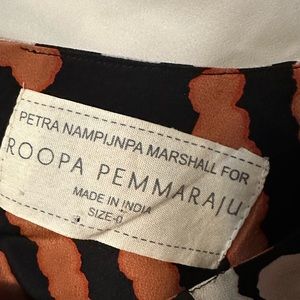 PETRA NAMPIJNPA MARSHALL FOR
ROOPA PEMMARAJU
MADE IN INDIA
SIZE-0